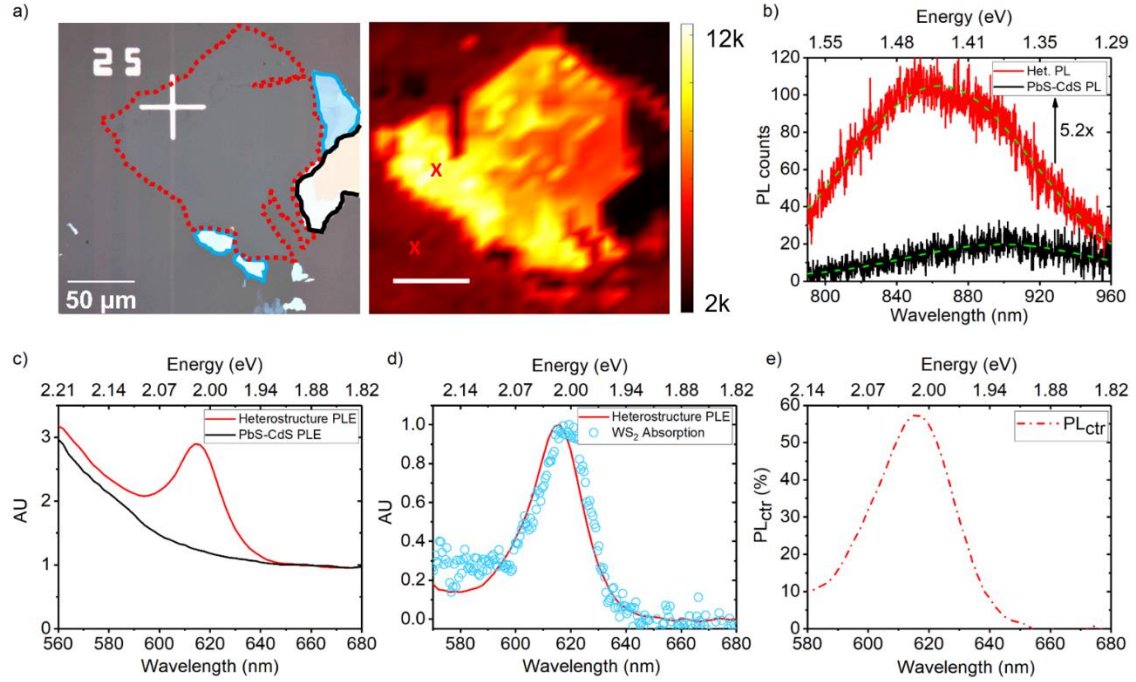 a)
25
50 µm
12k
2k
b)
Energy (eV)
1.55 1.48 1.41 1.35 1.29
Het. PL
PbS-CdS PL
5.2x
PL counts
120
100
80
60
40
20
0
800 840 880 920 960
Wavelength (nm)
c)
Energy (eV)
2.21 2.14 2.07 2.00 1.94 1.88 1.82
Heterostructure PLE
PbS-CdS PLE
AU
3
2
1
0
560 580 600 620 640 660 680
Wavelength (nm)
d)
Energy (eV)
2.14 2.07 2.00 1.94 1.88 1.82
Heterostructure PLE
WS₂ Absorption
AU
1.0
0.8
0.6
0.4
0.2
0.0
580 600 620 640 660 680
Wavelength (nm)
e)
Energy (eV)
2.14 2.07 2.00 1.94 1.88 1.82
PLctr
PLctr (%)
60
50
40
30
20
10
0
580 600 620 640 660 680
Wavelength (nm)